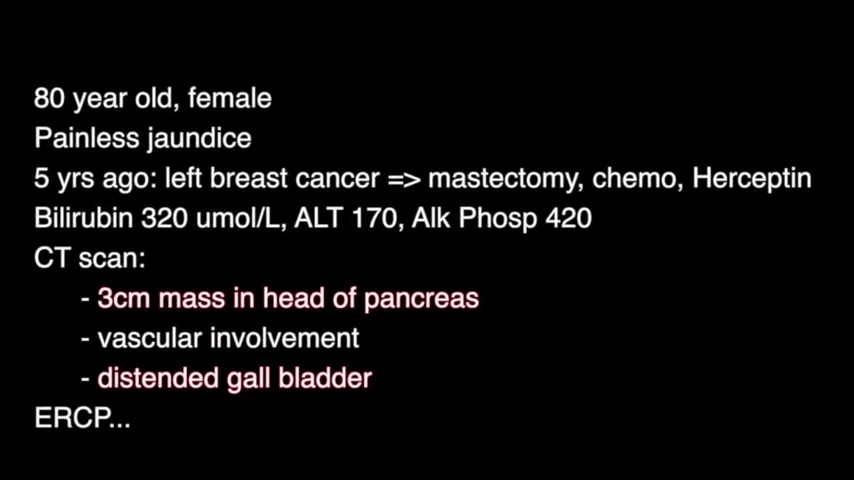 80 year old, female
Painless jaundice
5 yrs ago: left breast cancer => mastectomy, chemo, Herceptin
Bilirubin 320 umol/L, ALT 170, Alk Phosp 420
CT scan:
- 3cm mass in head of pancreas
- vascular involvement
- distended gall bladder
ERCP...